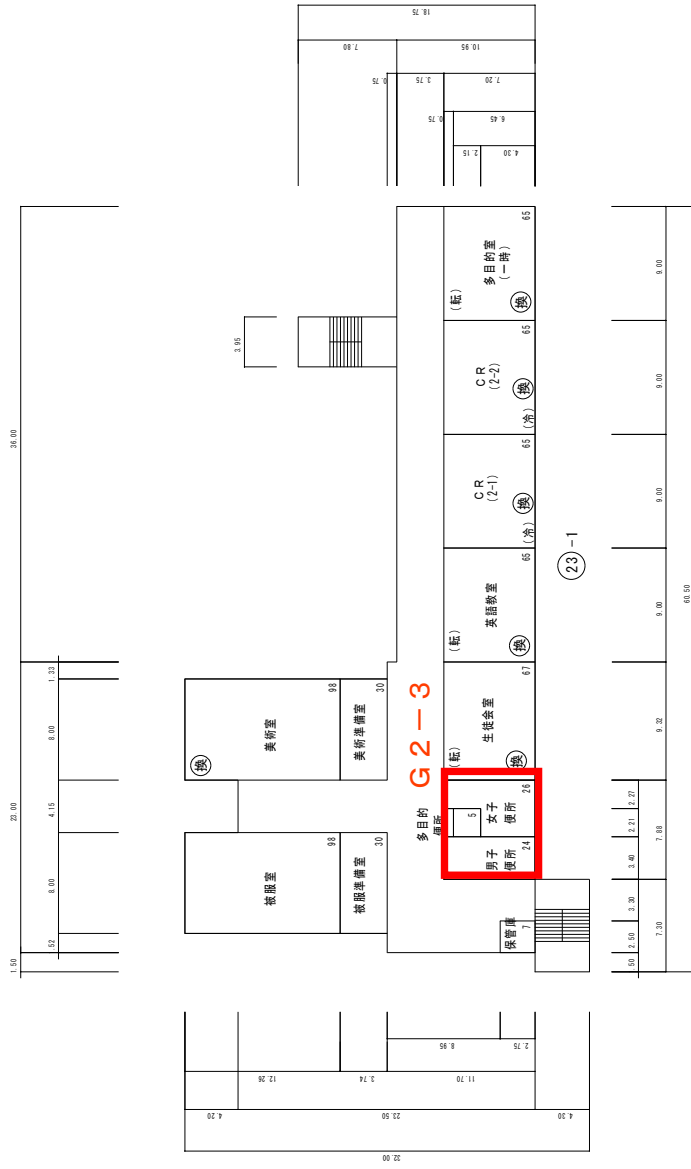 18.75
7.80
10.95
0.75
3.75
7.20
0.75
6.45
2.15
4.30
36.00
3.95
多目的室
(一時)
(転)
換
65
9.00
CR
(2-2)
(冷)
換
65
9.00
CR
(2-1)
(冷)
換
65
9.00
23 -1
英語教室
(転)
換
65
9.00
60.50
生徒会室
(転)
換
67
9.32
G2-3
23.00
1.33
8.00
4.15
8.00
.52
1.50
美術室
換
98
美術準備室
30
被服室
98
被服準備室
30
多目的
便所
5
女子
便所
26
男子
便所
24
保管庫
7
2.27
2.21
3.40
7.88
3.30
2.50
.50
7.30
8.95
2.75
12.26
3.74
11.70
4.20
23.50
4.30
32.00